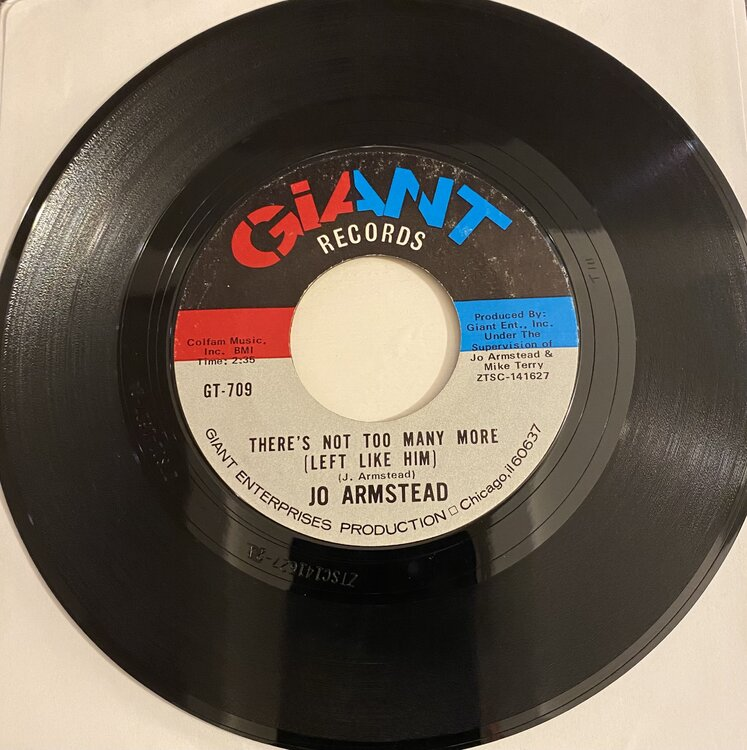 GiANT
RECORDS
Colfam Music,
Inc. BMI
Time: 2:35
GT-709
Produced By:
Giant Ent., Inc.
Under The
Supervision of
Jo Armstead &
Mike Terry
ZTSC-141627
THERE'S NOT TOO MANY MORE
(LEFT LIKE HIM)
(J. Armstead)
JO ARMSTEAD
GIANT ENTERPRISES PRODUCTION □ Chicago, il 60637